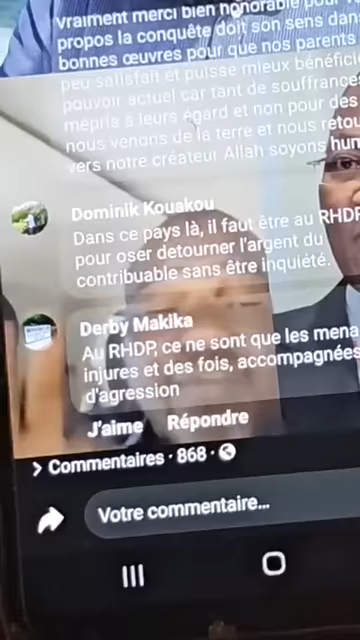 vraiment merci bien honorable pour
propos la conquête doit son sens dan
bonnes œuvres pour que nos parents
peu satisfait et puisse mieux bénéfici
pouvoir actuel car tant de souffrance
mépris à leurs égard et non pour des
nous venons de la terre et nous retou
vers notre créateur Allah soyons hum
Dominik Kouakou
Dans ce pays là, il faut être au RHDP
pour oser detourner l'argent du
contribuable sans être inquiété.
Derby Makika
Au RHDP, ce ne sont que les mena
injures et des fois, accompagnées
d'agression
J'aime Répondre
Commentaires · 868 ·
Votre commentaire...